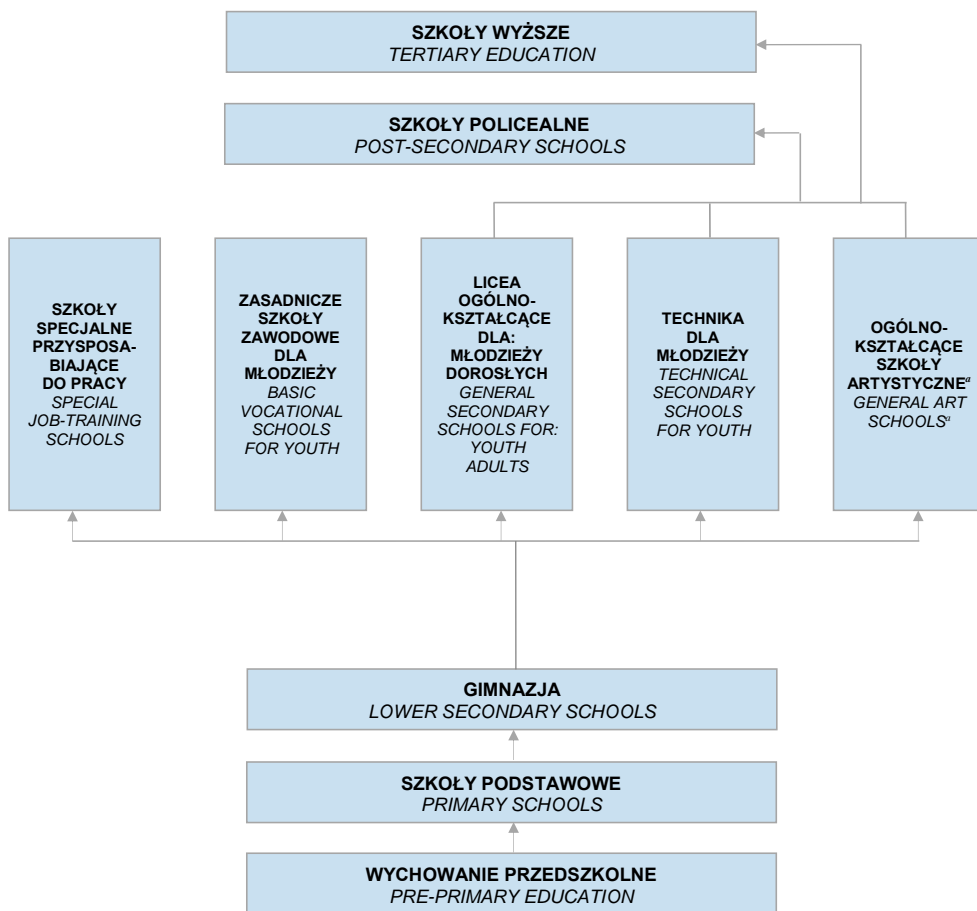 SZKOŁY WYŻSZE
TERTIARY EDUCATION
SZKOŁY POLICEALNE
POST-SECONDARY SCHOOLS
SZKOŁY
SPECJALNE
PRZYSPOSA-
BIAJĄCE
DO PRACY
SPECIAL
JOB-TRAINING
SCHOOLS
ZASADNICZE
SZKOŁY
ZAWODOWE
DLA
MŁODZIEŻY
BASIC
VOCATIONAL
SCHOOLS
FOR YOUTH
LICEA
OGÓLNO-
KSZTAŁCĄCE
DLA:
MŁODZIEŻY
DOROSŁYCH
GENERAL
SECONDARY
SCHOOLS FOR:
YOUTH
ADULTS
TECHNIKA
DLA
MŁODZIEŻY
TECHNICAL
SECONDARY
SCHOOLS
FOR YOUTH
OGÓLNO-
KSZTAŁCĄCE
SZKOŁY
ARTYSTYCZNEᵃ
GENERAL ART
SCHOOLSᵃ
GIMNAZJA
LOWER SECONDARY SCHOOLS
SZKOŁY PODSTAWOWE
PRIMARY SCHOOLS
WYCHOWANIE PRZEDSZKOLNE
PRE-PRIMARY EDUCATION